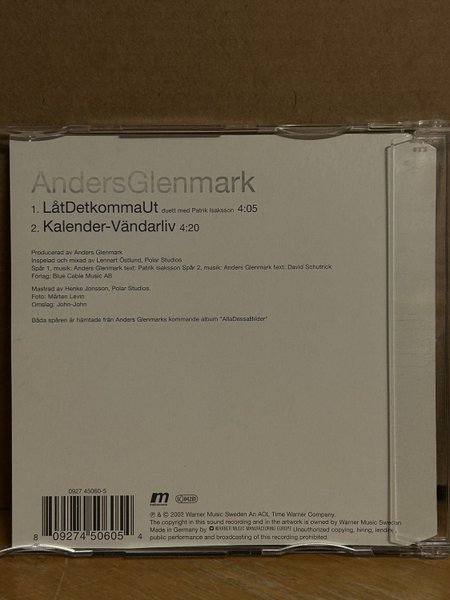 AndersGlenmark
1. LåtDetkommaUt duett med Patrik Isaksson 4:05
2. Kalender-Vändarliv 4:20
Producerad av Anders Glenmark
Inspelad och mixad av Lennart Östlund, Polar Studios
Spår 1, musik: Anders Glenmark text: Patrik Isaksson Spår 2, musik: Anders Glenmark text: David Schutrick
Förlag: Blue Cable Music AB
Mastrad av Henke Jonsson, Polar Studios
Foto: Mårten Levin
Omslag: John-John
Båda spåren är hämtade från Anders Glenmarks kommande album "AllaDessaBilder"
0927 45060-5
8 09274 50605 4
m
℗ & © 2002 Warner Music Sweden An AOL Time Warner Company.
The copyright in this sound recording and in the artwork is owned by Warner Music Sweden
Made in Germany by WARNER MUSIC MANUFACTURING EUROPE Unauthorized copying, hiring, lending,
public performance and broadcasting of this recording prohibited.